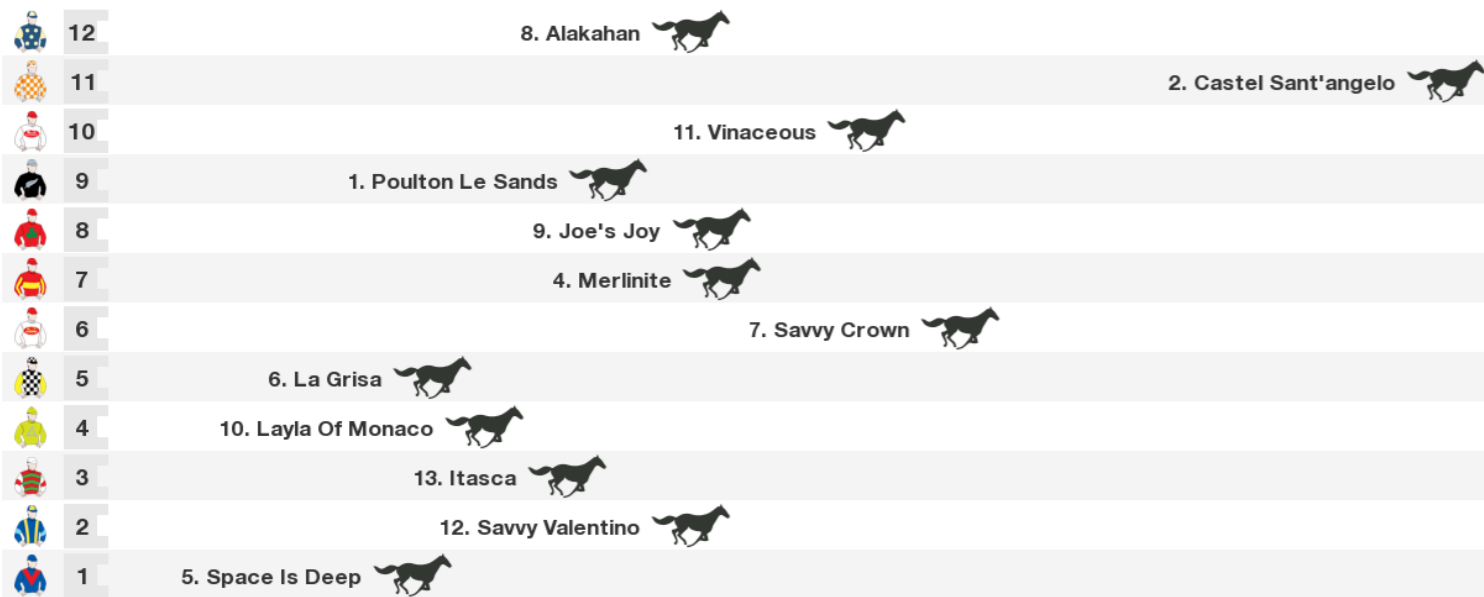 12 8. Alakahan
11 2. Castel Sant'angelo
10 11. Vinaceous
9 1. Poulton Le Sands
8 9. Joe's Joy
7 4. Merlinite
6 7. Savvy Crown
5 6. La Grisa
4 10. Layla Of Monaco
3 13. Itasca
2 12. Savvy Valentino
1 5. Space Is Deep